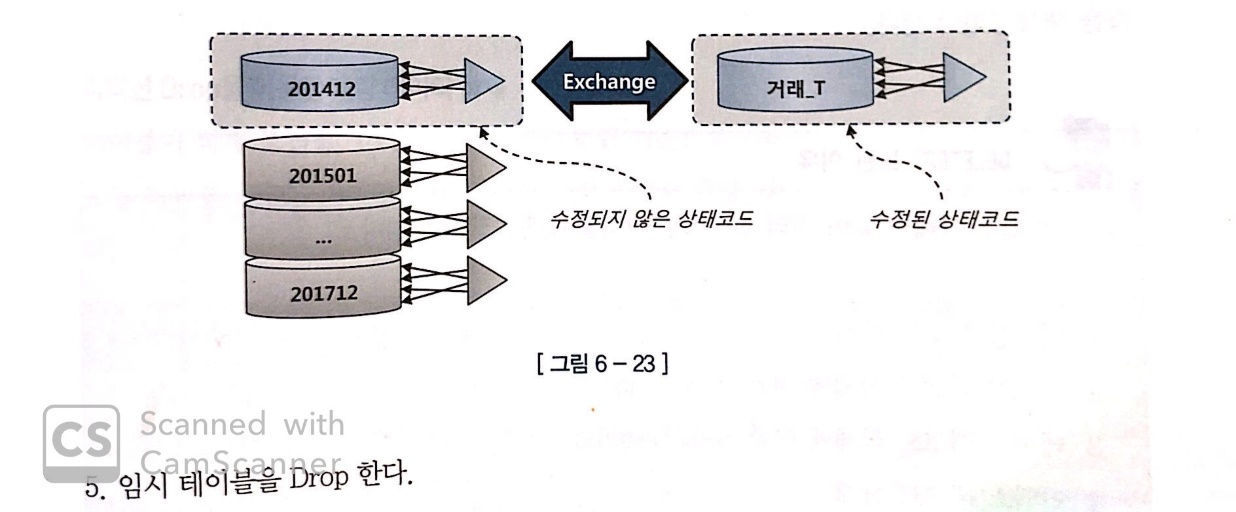 201412
Exchange
거래_T
201501
...
201712
수정되지 않은 상태코드
수정된 상태코드
[ 그림 6 – 23 ]
CS
Scanned with
CamScanner
5. 임시 테이블을 Drop 한다.